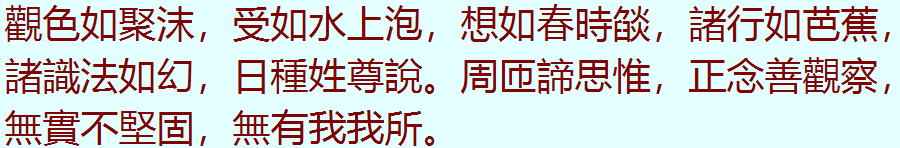 觀色如聚沫，受如水上泡，想如春時燄，諸行如芭蕉，
諸識法如幻，日種姓尊說。周匝諦思惟，正念善觀察，
無實不堅固，無有我我所。